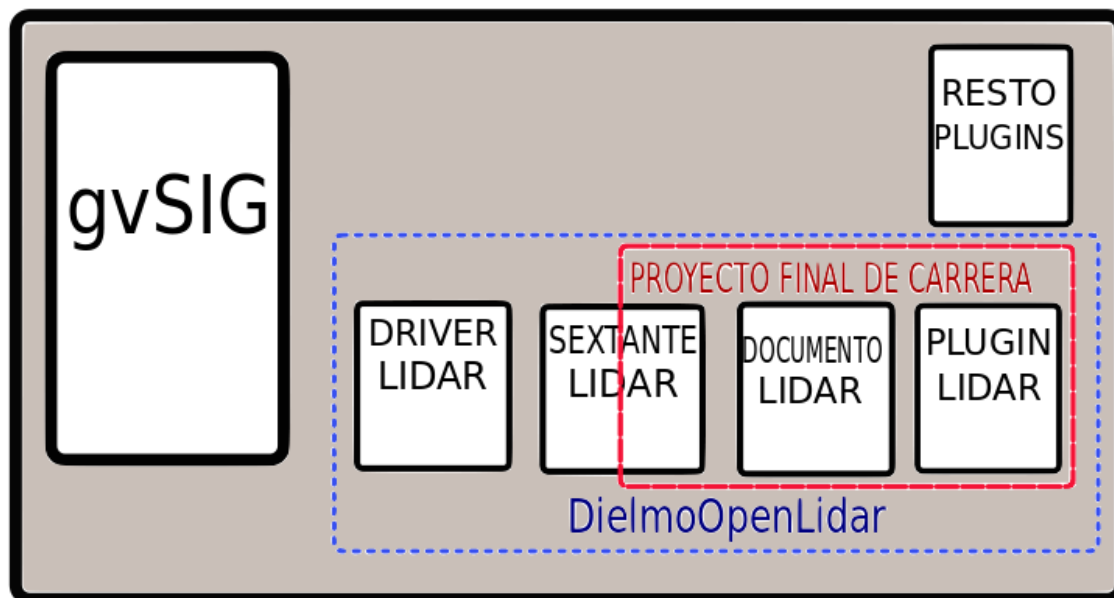 gvSIG
RESTO
PLUGINS
PROYECTO FINAL DE CARRERA
DRIVER
LIDAR
SEXTANTE
LIDAR
DOCUMENTO
LIDAR
PLUGIN
LIDAR
DielmoOpenLidar